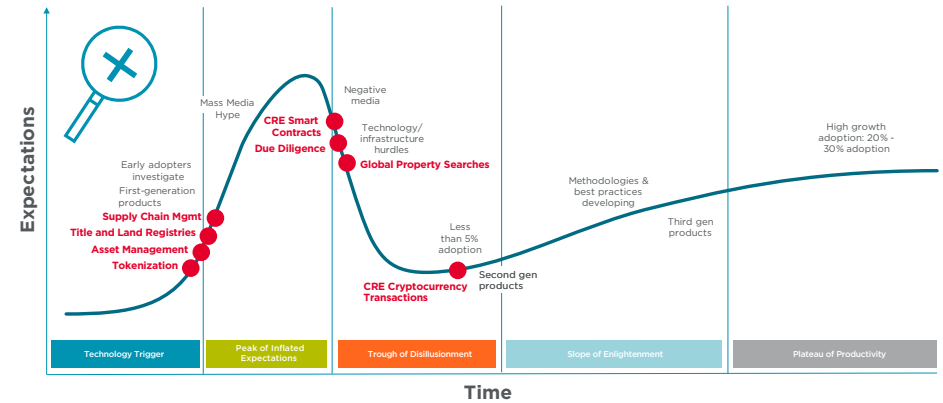 Expectations
Mass Media
Hype
Early adopters
investigate
First-generation
products
Supply Chain Mgmt
Title and Land Registries
Asset Management
Tokenization
Negative
media
CRE Smart
Contracts
Due Diligence
Technology/
infrastructure
hurdles
Global Property Searches
Less
than 5%
adoption
CRE Cryptocurrency
Transactions
Second gen
products
Methodologies &
best practices
developing
Third gen
products
High growth
adoption: 20% -
30% adoption
Technology Trigger
Peak of Inflated
Expectations
Trough of Disillusionment
Slope of Enlightenment
Plateau of Productivity
Time